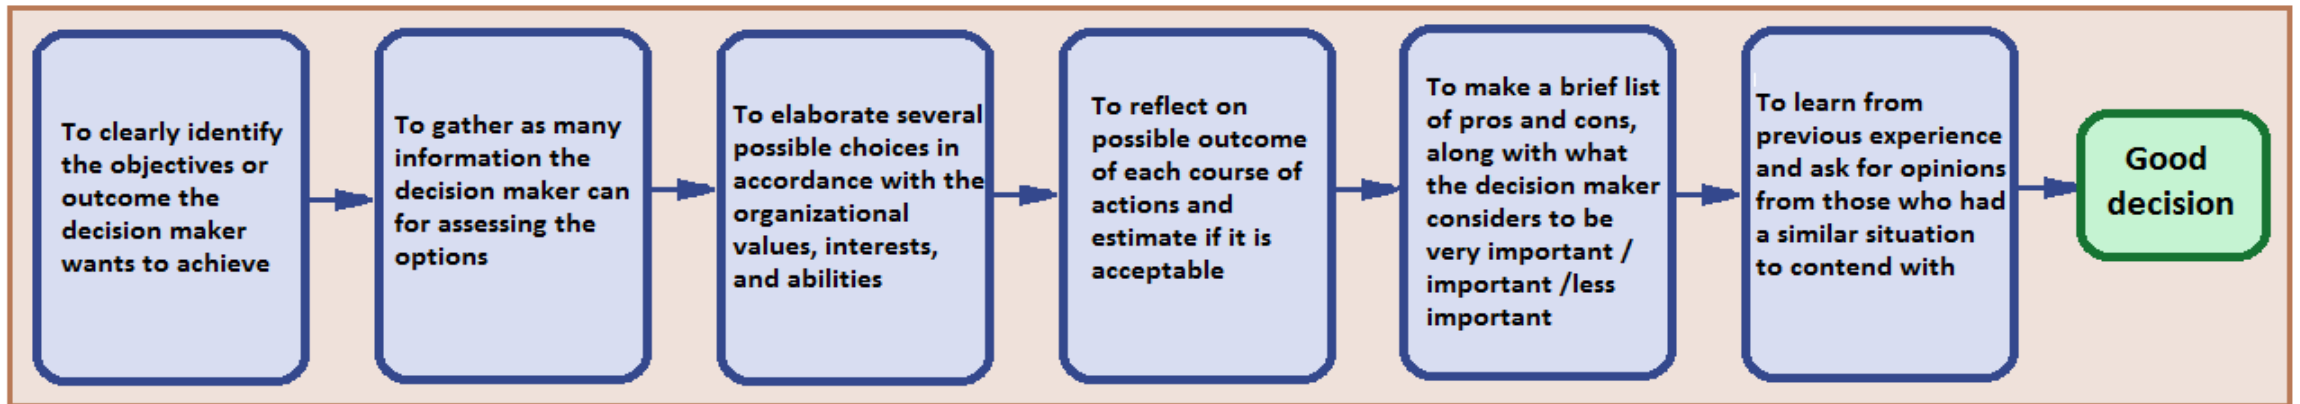 To clearly identify
the objectives or
outcome the
decision maker
wants to achieve
To gather as many
information the
decision maker can
for assessing the
options
To elaborate several
possible choices in
accordance with the
organizational
values, interests,
and abilities
To reflect on
possible outcome
of each course of
actions and
estimate if it is
acceptable
To make a brief list
of pros and cons,
along with what
the decision maker
considers to be
very important /
important /less
important
To learn from
previous experience
and ask for opinions
from those who had
a similar situation
to contend with
Good
decision